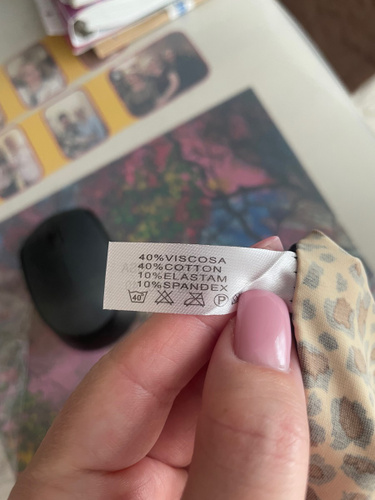 40%VISCOSA
40%COTTON
10%ELASTAM
10%SPANDEX
40° P